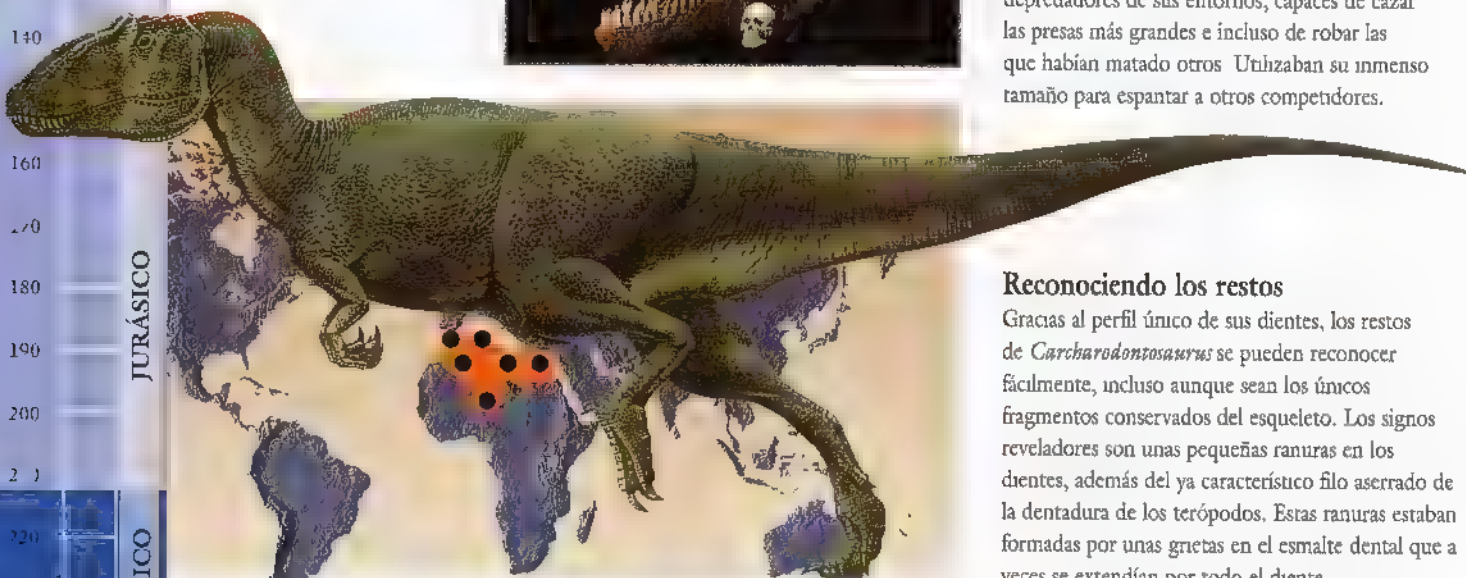 depredadores de sus entornos, capaces de cazar
las presas más grandes e incluso de robar las
que habían matado otros Utilizaban su inmenso
tamaño para espantar a otros competidores.
Reconociendo los restos
Gracias al perfil único de sus dientes, los restos
de Carcharodontosaurus se pueden reconocer
fácilmente, incluso aunque sean los únicos
fragmentos conservados del esqueleto. Los signos
reveladores son unas pequeñas ranuras en los
dientes, además del ya característico filo aserrado de
la dentadura de los terópodos. Estas ranuras estaban
formadas por unas grietas en el esmalte dental que a
veces se extendían por todo el diente
140
160
180
190
200
220
JURÁSICO
ICO